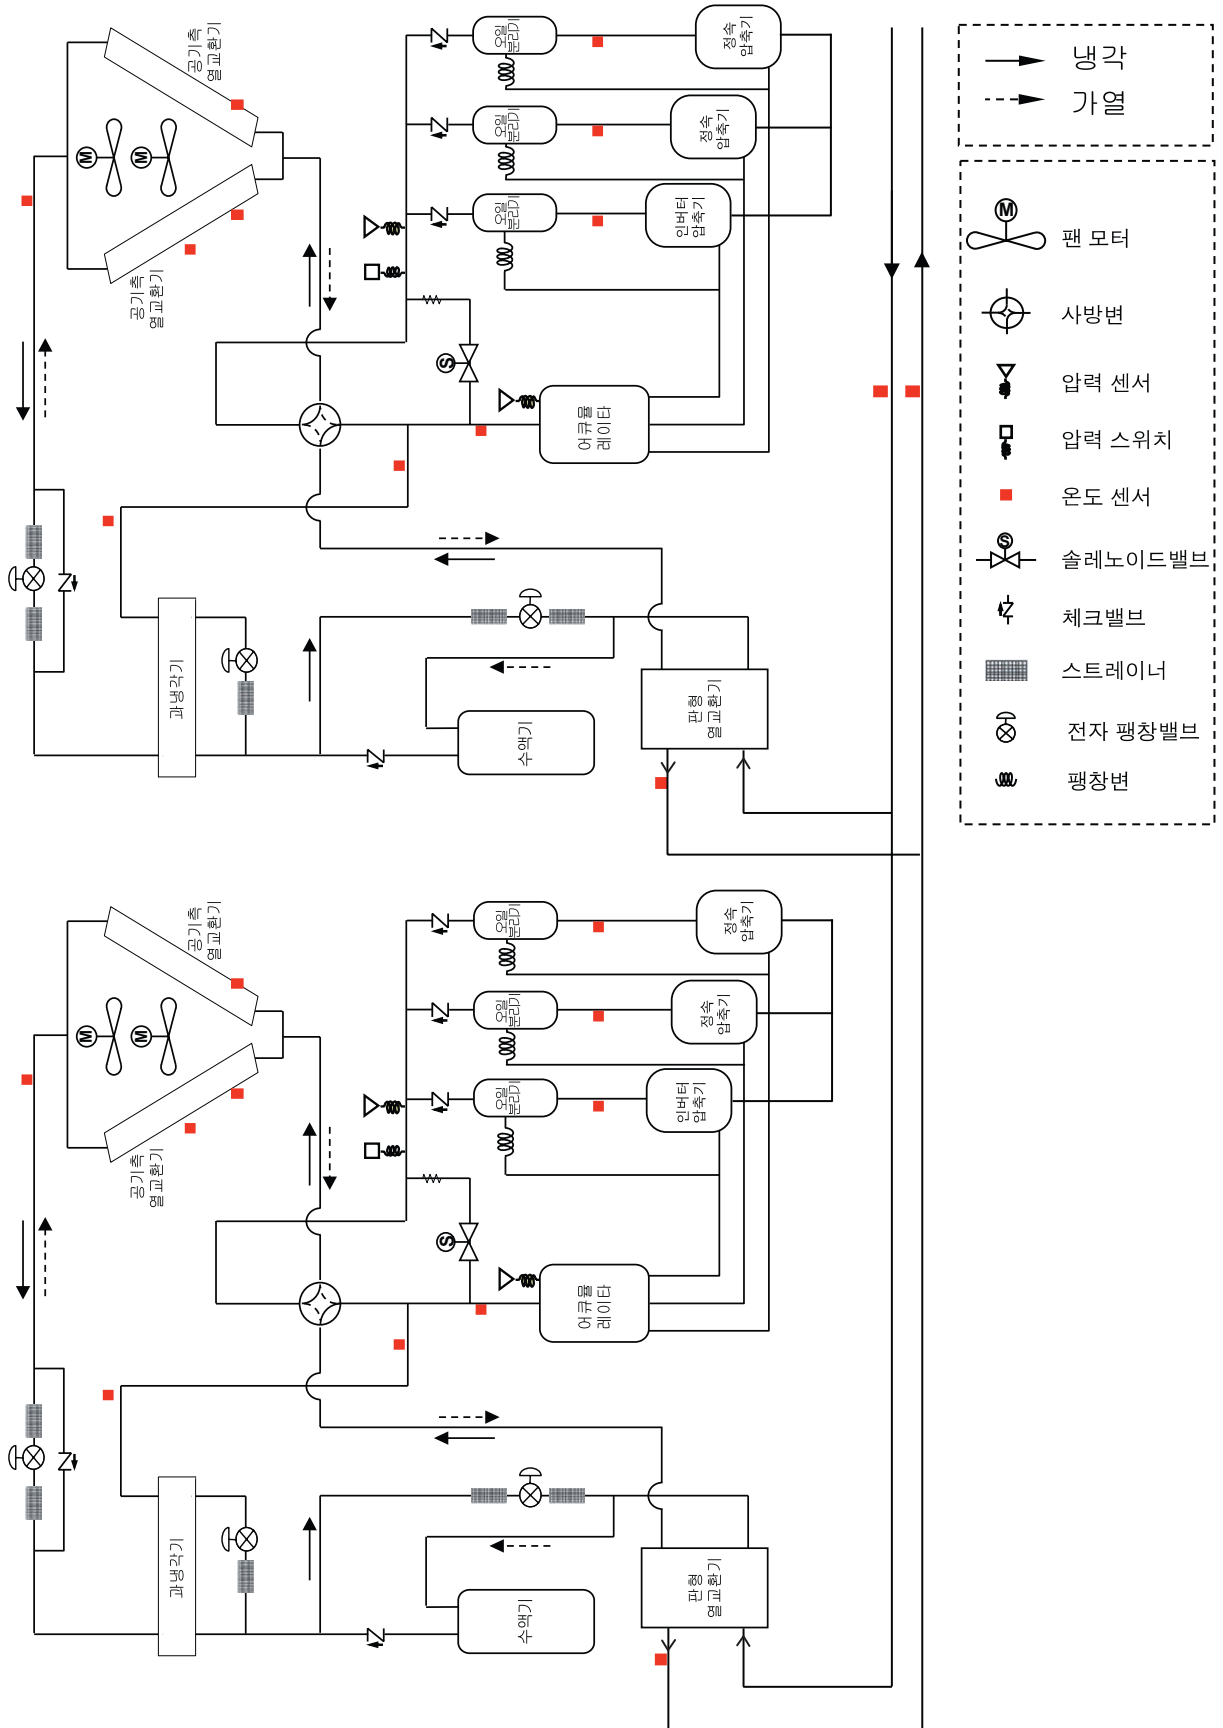 냉각
가열
M
팬 모터
사방변
압력 센서
압력 스위치
온도 센서
S
솔레노이드밸브
체크밸브
스트레이너
전자 팽창밸브
팽창변
공기측
열교환기
M
M
공기측
열교환기
오일
분리기
정속
압축기
오일
분리기
정속
압축기
오일
분리기
인버터
압축기
S
어큐뮬
레이타
과냉각기
수액기
판형
열교환기
공기측
열교환기
M
M
공기측
열교환기
오일
분리기
정속
압축기
오일
분리기
정속
압축기
오일
분리기
인버터
압축기
S
어큐뮬
레이타
과냉각기
수액기
판형
열교환기